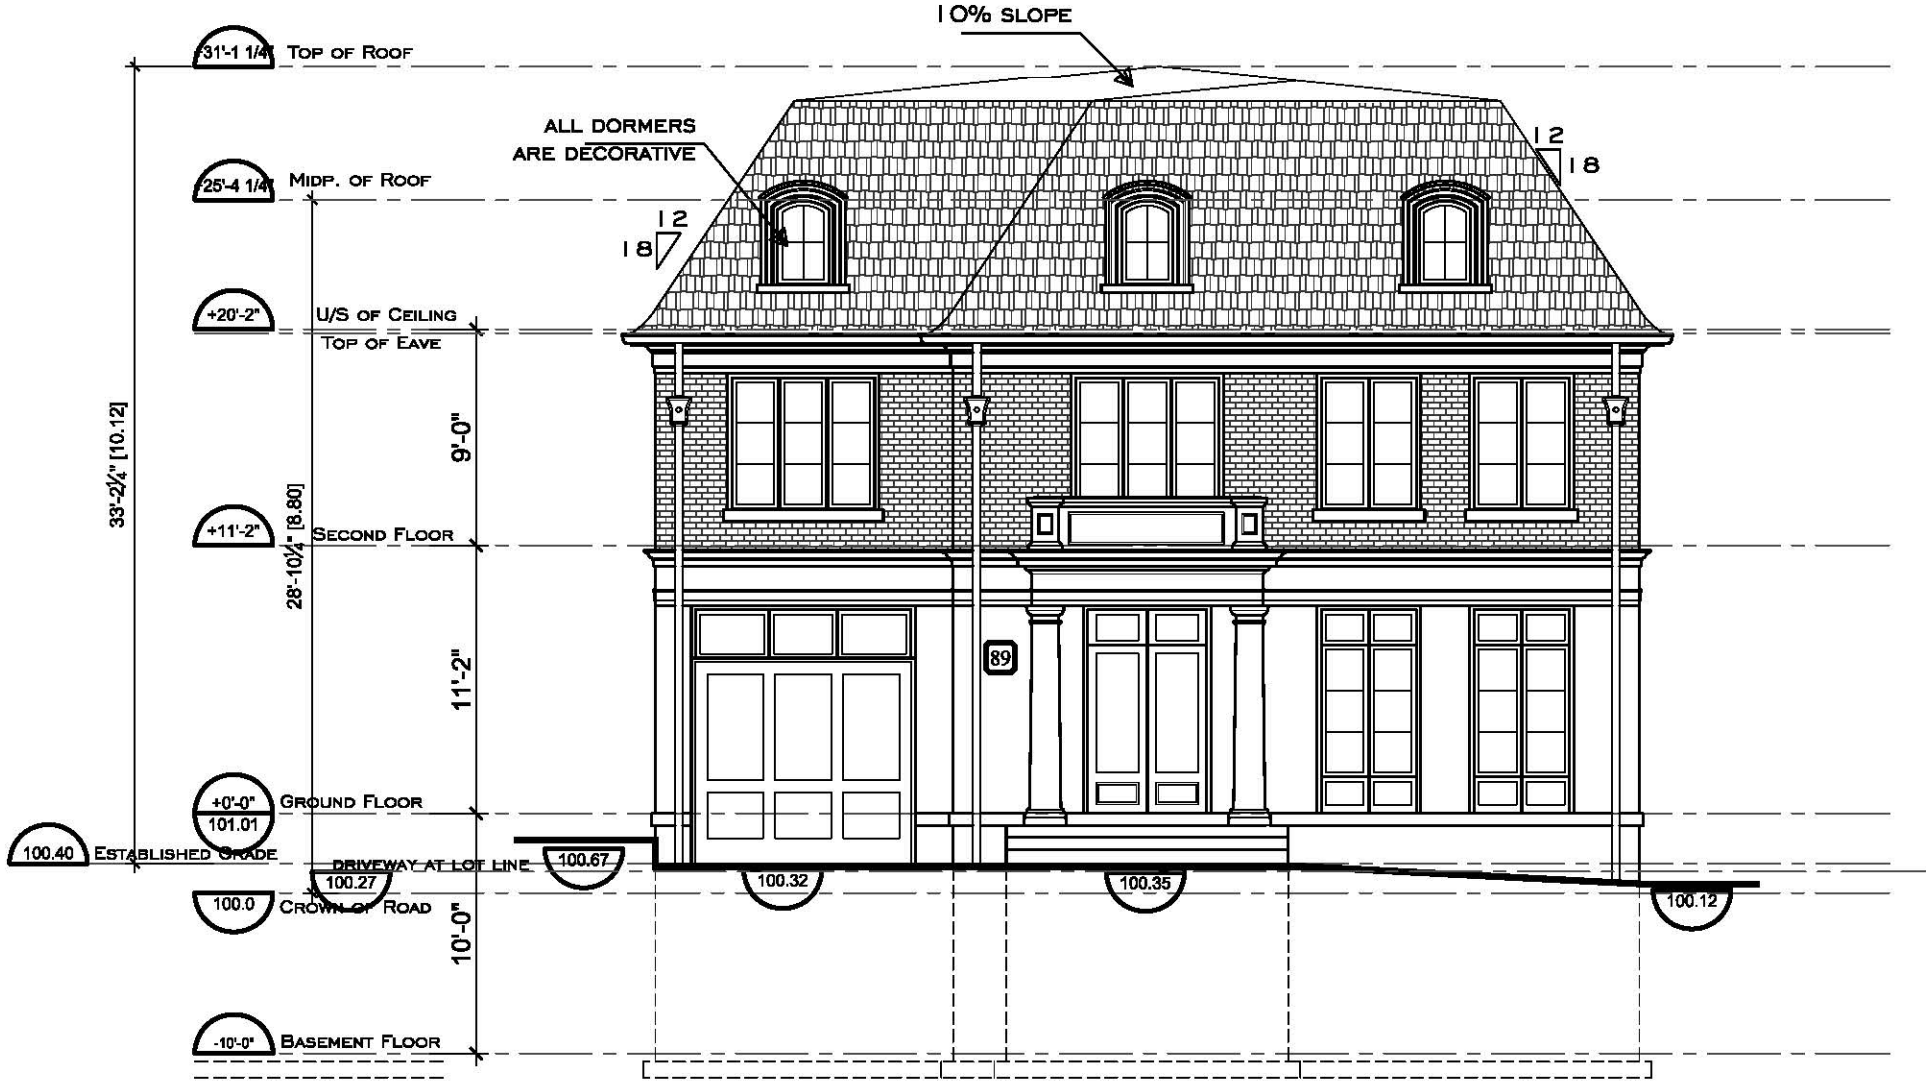 10% SLOPE
+31'-1 1/4" TOP OF ROOF
ALL DORMERS
ARE DECORATIVE
12
18
+25'-4 1/4" MIDP. OF ROOF
12
18
+20'-2" U/S OF CEILING
TOP OF EAVE
33'-2¼" [10.12]
9'-0"
28'-10¼" [8.80]
+11'-2" SECOND FLOOR
11'-2"
89
+0'-0" GROUND FLOOR
101.01
100.40 ESTABLISHED GRADE
DRIVEWAY AT LOT LINE
100.67
100.27
100.32
100.35
100.12
100.0 CROWN OF ROAD
10'-0"
-10'-0" BASEMENT FLOOR